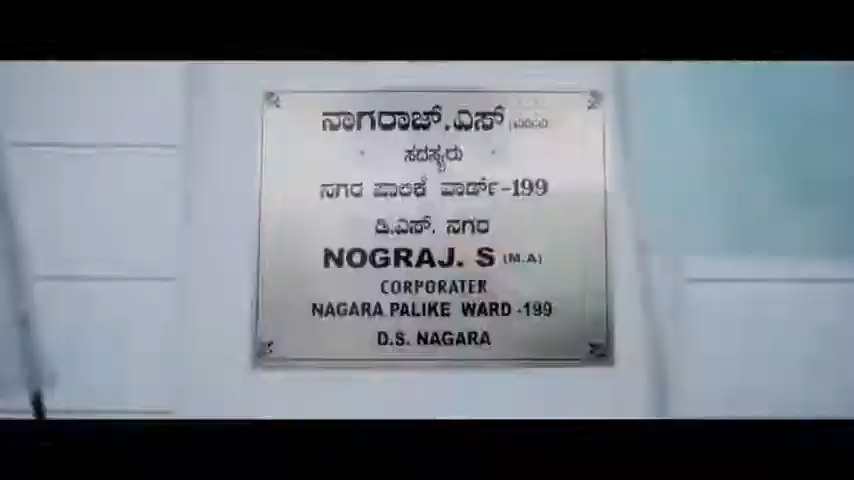 ನಾಗರಾಜ್.ಎಸ್ (ಎಂಎ)
ಸದಸ್ಯರು
ನಗರ ಪಾಲಿಕೆ ವಾರ್ಡ್-199
ಡಿ.ಎಸ್. ನಗರ
NOGRAJ. S (M.A)
CORPORATER
NAGARA PALIKE WARD -199
D.S. NAGARA